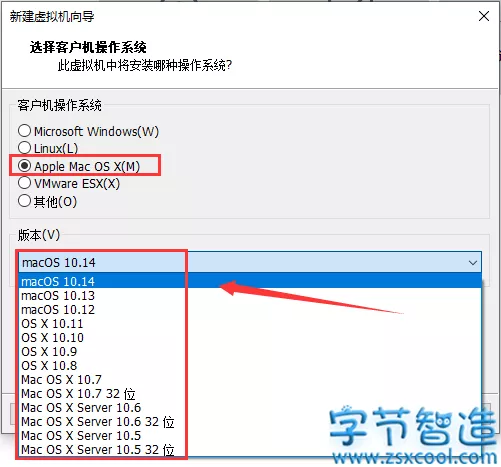 新建虚拟机向导
选择客户机操作系统
此虚拟机中将安装哪种操作系统?
客户机操作系统
Microsoft Windows(W)
Linux(L)
Apple Mac OS X(M)
VMware ESX(X)
其他(O)
版本(V)
macOS 10.14
macOS 10.14
macOS 10.13
macOS 10.12
OS X 10.11
OS X 10.10
OS X 10.9
OS X 10.8
Mac OS X 10.7
Mac OS X 10.7 32 位
Mac OS X Server 10.6
Mac OS X Server 10.6 32 位
Mac OS X Server 10.5
Mac OS X Server 10.5 32 位
字节智造
www.zsxcool.com